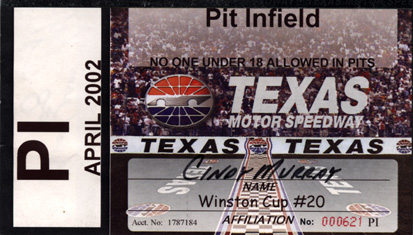 PI
APRIL 2002
Pit Infield
NO ONE UNDER 18 ALLOWED IN PITS
TEXAS
MOTOR SPEEDWAY
TEXAS TEXAS
Cindy Murray
NAME
Winston Cup #20
AFFILIATION
Acct. No: 1787184 No: 000621 PI